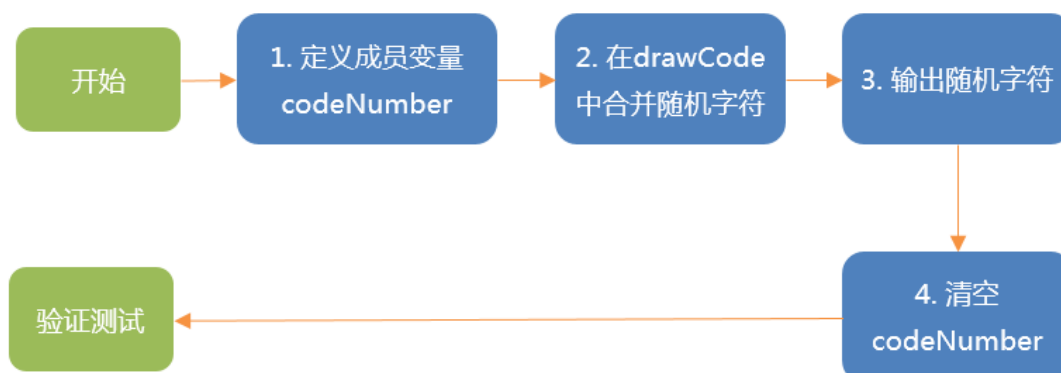 开始
1. 定义成员变量
codeNumber
2. 在drawCode
中合并随机字符
3. 输出随机字符
4. 清空
codeNumber
验证测试